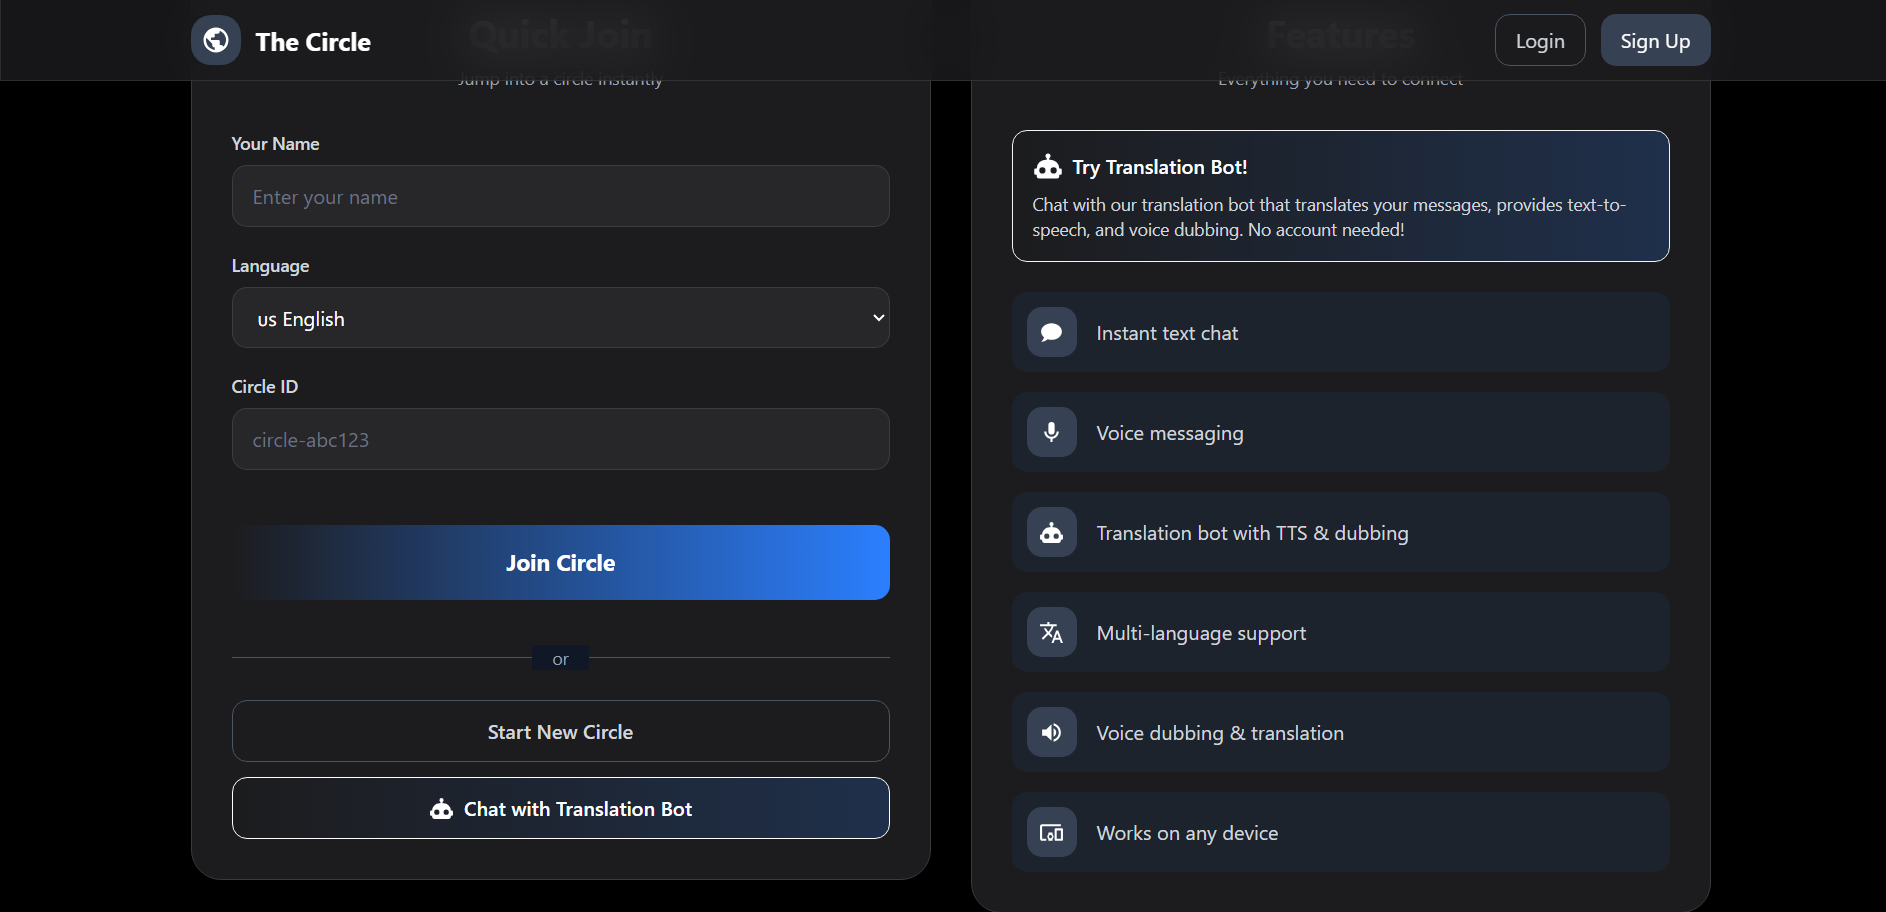 The Circle
Login
Sign Up
Quick Join
Jump into a circle instantly
Your Name
Enter your name
Language
us English
Circle ID
circle-abc123
Join Circle
or
Start New Circle
Chat with Translation Bot
Features
Everything you need to connect
Try Translation Bot!
Chat with our translation bot that translates your messages, provides text-to-
speech, and voice dubbing. No account needed!
Instant text chat
Voice messaging
Translation bot with TTS & dubbing
Multi-language support
Voice dubbing & translation
Works on any device